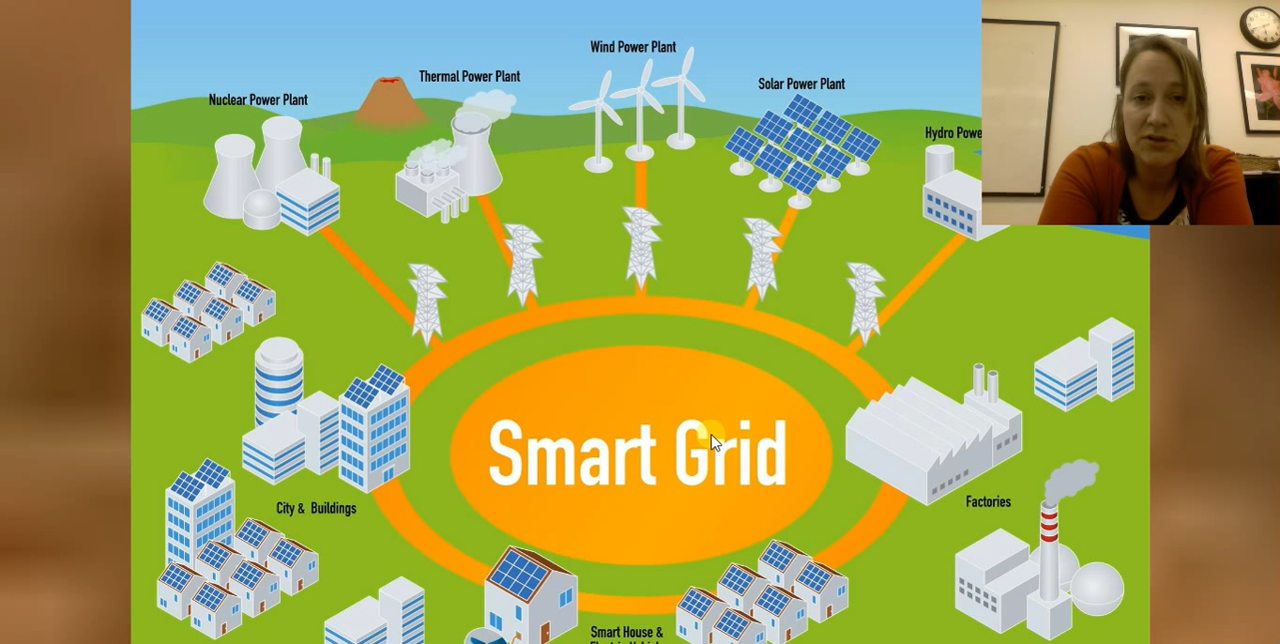 Wind Power Plant
Thermal Power Plant
Solar Power Plant
Nuclear Power Plant
Hydro Powe
Smart Grid
Factories
City & Buildings
Smart House &